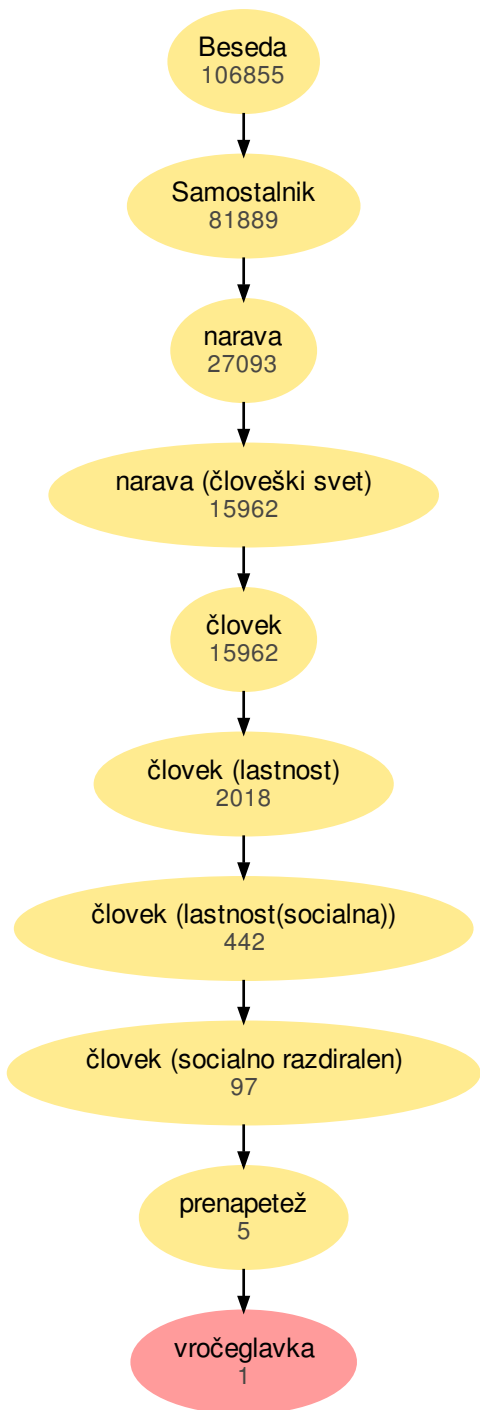 Beseda
106855
Samostalnik
81889
narava
27093
narava (človeški svet)
15962
človek
15962
človek (lastnost)
2018
človek (lastnost(socialna))
442
človek (socialno razdiralen)
97
prenapetež
5
vročeglavka
1